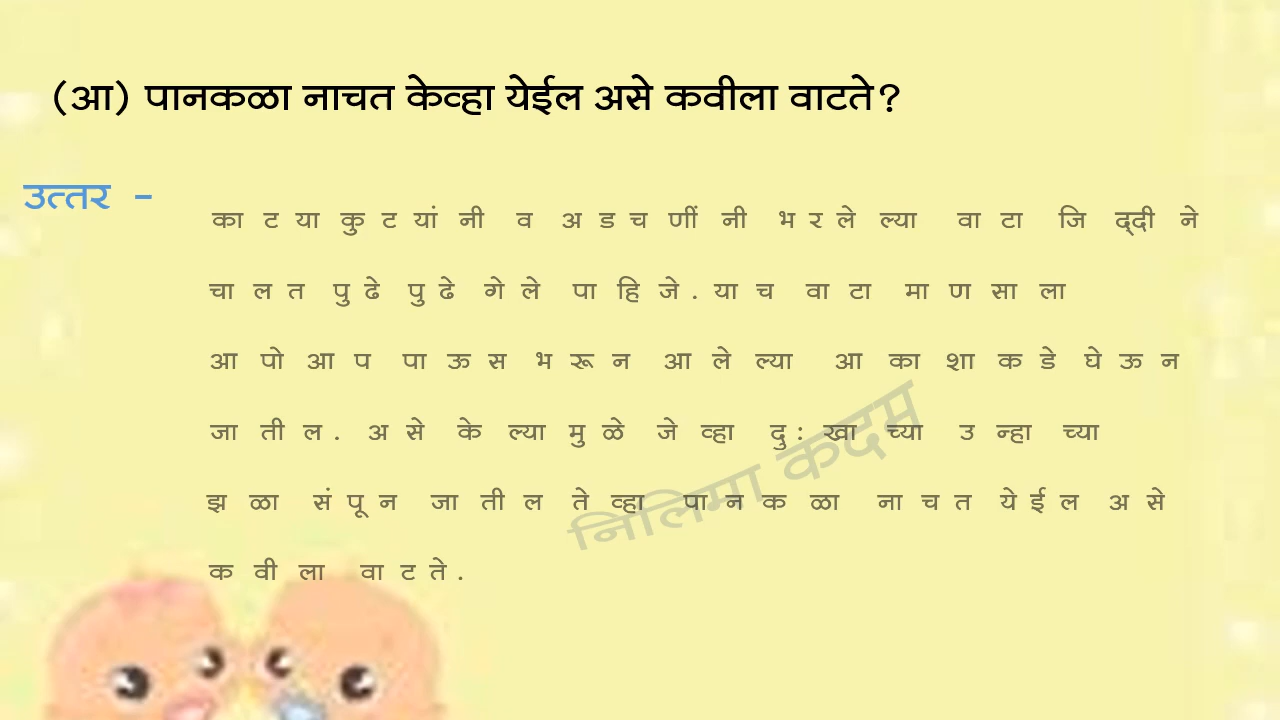 (आ) पानकळा नाचत केव्हा येईल असे कवीला वाटते?
उत्तर -
काटयाकुटयांनी व अडचणींनी भरलेल्या वाटा जिद्दीने
चालत पुढे पुढे गेले पाहिजे.याच वाटा माणसाला
आपोआप पाऊस भरून आलेल्या आकाशाकडे घेऊन
जातील. असे केल्यामुळे जेव्हा दु:खाच्या उन्हाच्या
झळा संपून जातील तेव्हा पानकळा नाचत येईल असे
कवीला वाटते.
निलिमा कदम